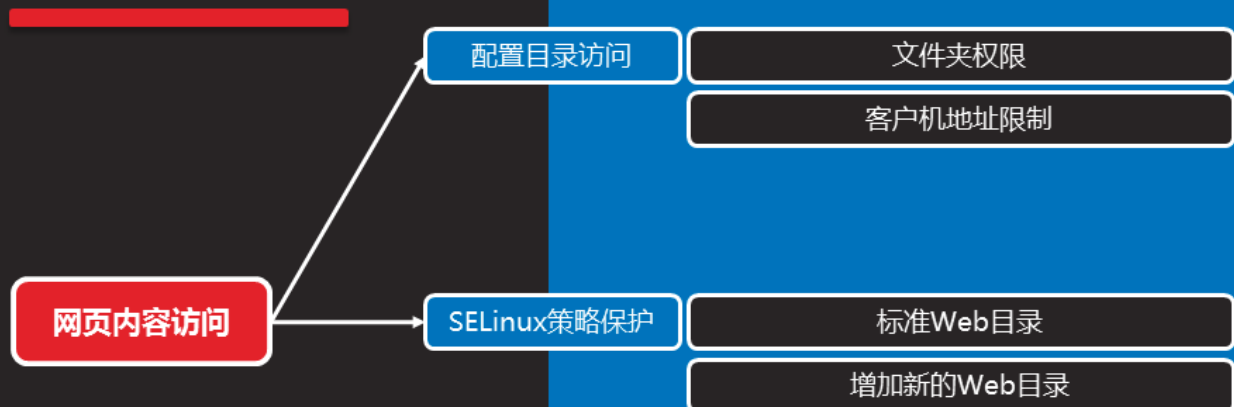 配置目录访问
文件夹权限
客户机地址限制
网页内容访问
SELinux策略保护
标准Web目录
增加新的Web目录